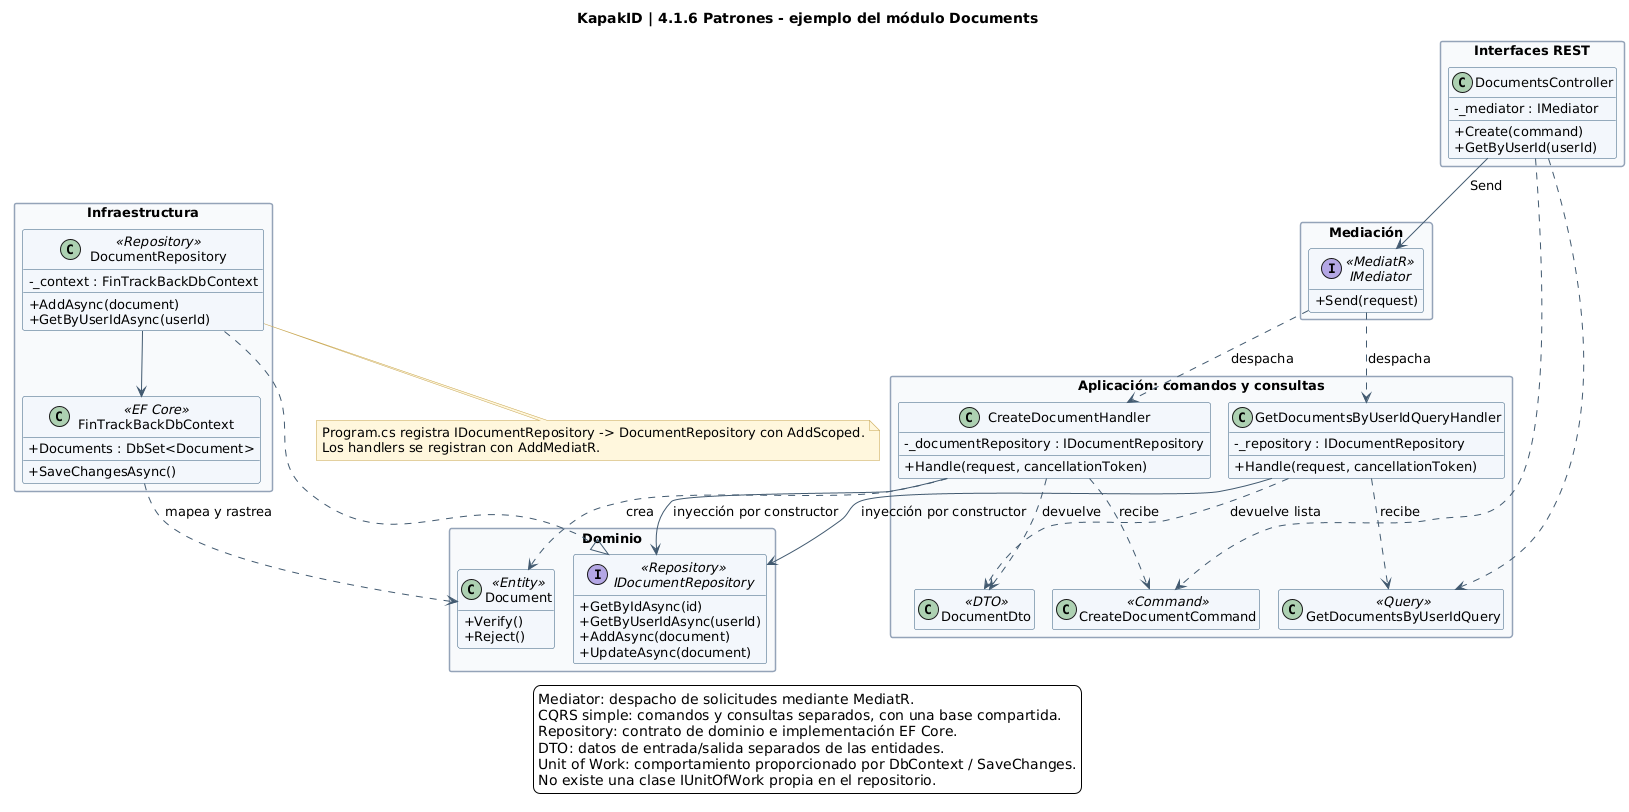 KapakID | 4.1.6 Patrones - ejemplo del módulo Documents
Interfaces REST
C DocumentsController
-_mediator : IMediator
+Create(command)
+GetByUserId(userId)
Send
Mediación
I «MediatR»
IMediator
+Send(request)
despacha
despacha
Infraestructura
C «Repository»
DocumentRepository
-_context : FinTrackBackDbContext
+AddAsync(document)
+GetByUserIdAsync(userId)
C «EF Core»
FinTrackBackDbContext
+Documents : DbSet<Document>
+SaveChangesAsync()
mapea y rastrea
Program.cs registra IDocumentRepository -> DocumentRepository con AddScoped.
Los handlers se registran con AddMediatR.
Aplicación: comandos y consultas
C CreateDocumentHandler
-_documentRepository : IDocumentRepository
+Handle(request, cancellationToken)
C GetDocumentsByUserIdQueryHandler
-_repository : IDocumentRepository
+Handle(request, cancellationToken)
crea
inyección por constructor
inyección por constructor
devuelve
recibe
devuelve lista
recibe
Dominio
C «Entity»
Document
+Verify()
+Reject()
I «Repository»
IDocumentRepository
+GetByIdAsync(id)
+GetByUserIdAsync(userId)
+AddAsync(document)
+UpdateAsync(document)
C «DTO»
DocumentDto
C «Command»
CreateDocumentCommand
C «Query»
GetDocumentsByUserIdQuery
Mediator: despacho de solicitudes mediante MediatR.
CQRS simple: comandos y consultas separados, con una base compartida.
Repository: contrato de dominio e implementación EF Core.
DTO: datos de entrada/salida separados de las entidades.
Unit of Work: comportamiento proporcionado por DbContext / SaveChanges.
No existe una clase IUnitOfWork propia en el repositorio.